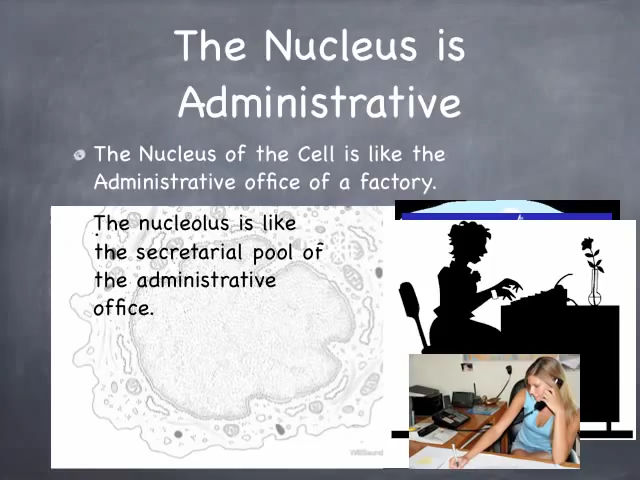 The Nucleus is
Administrative
The Nucleus of the Cell is like the
Administrative office of a factory.
The nucleolus is like
the secretarial pool of
the administrative
office.